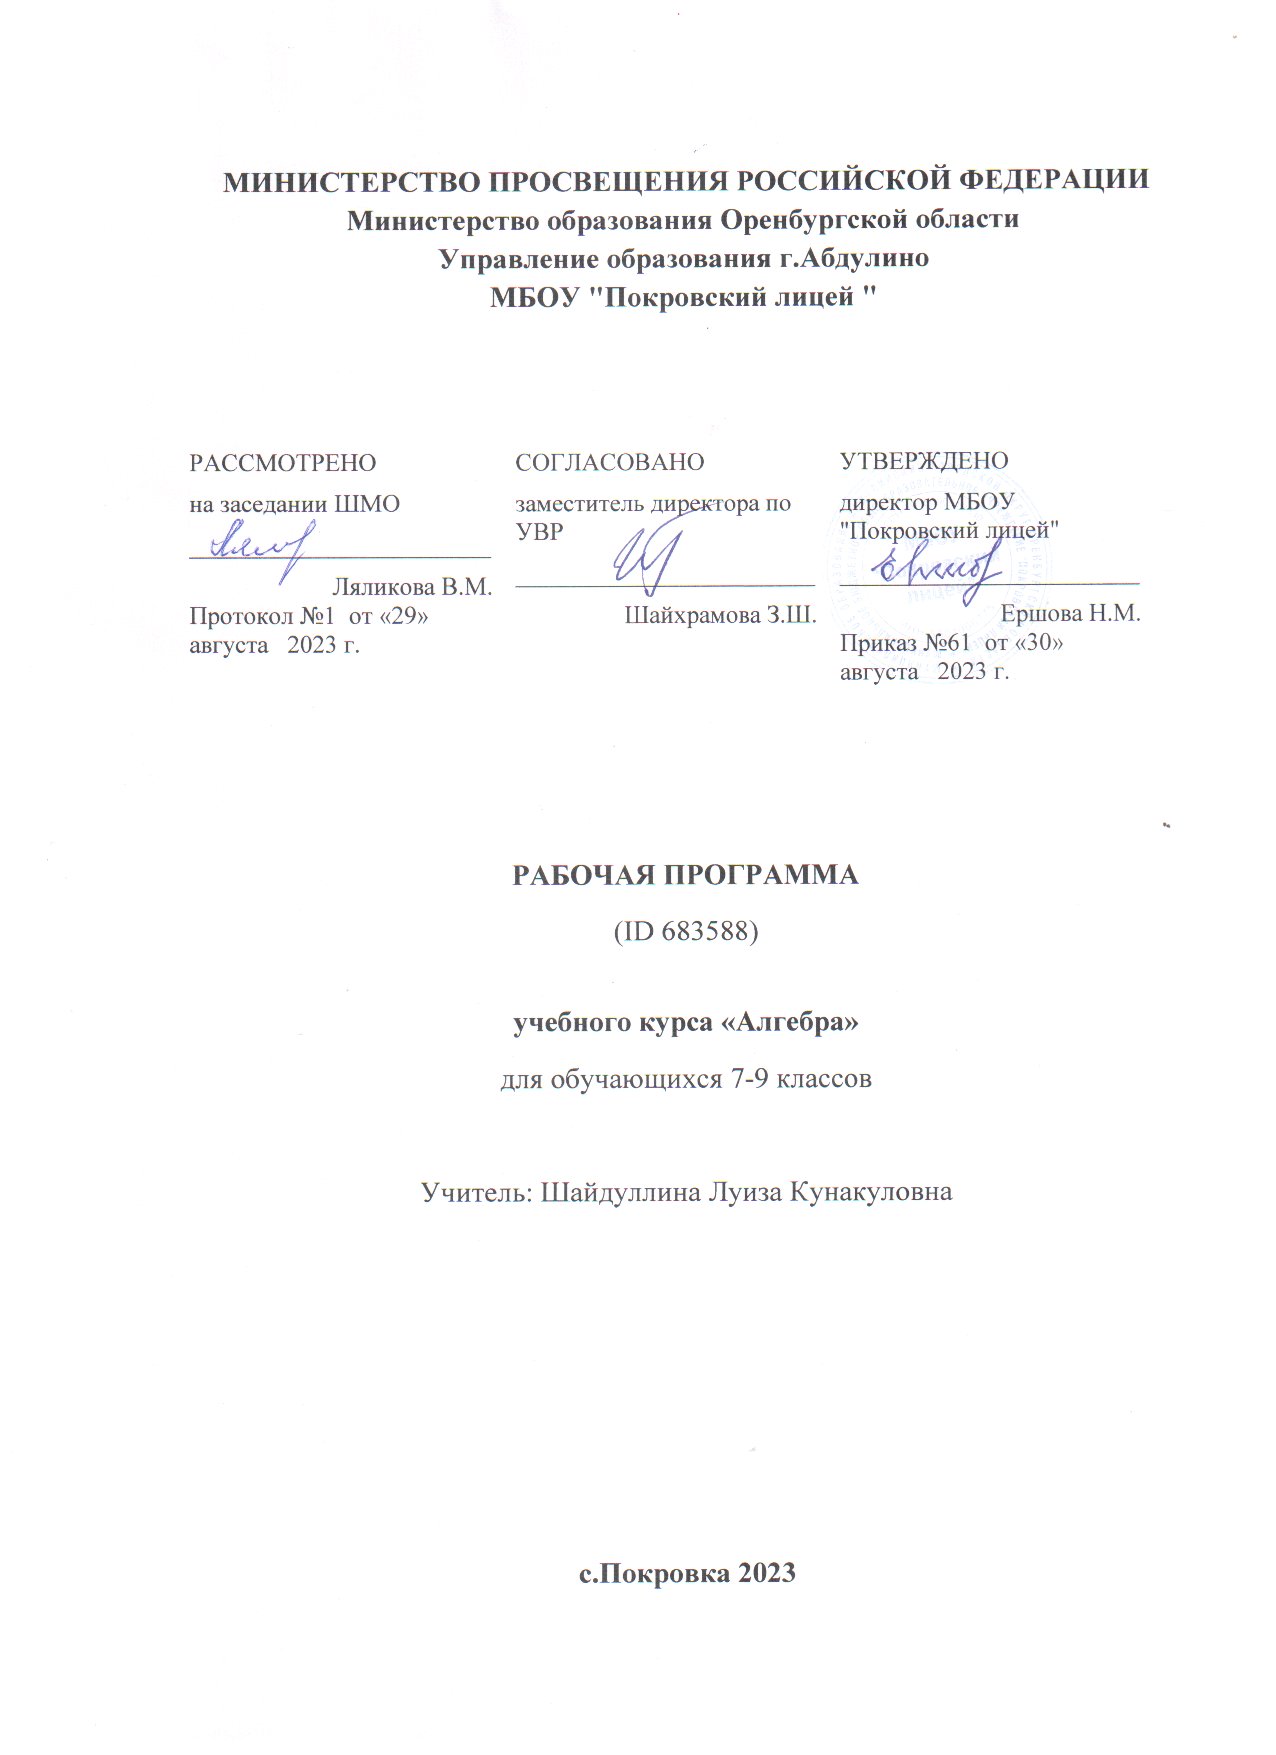 МИНИСТЕРСТВО ПРОСВЕЩЕНИЯ РОССИЙСКОЙ ФЕДЕРАЦИИ
Министерство образования Оренбургской области
Управление образования г.Абдулино
МБОУ "Покровский лицей "
РАССМОТРЕНО
на заседании ШМО
Ляликова В.М.
Протокол №1 от «29»
августа 2023 г.
СОГЛАСОВАНО
заместитель директора по
УВР
Шайхрамова З.Ш.
УТВЕРЖДЕНО
директор МБОУ
"Покровский лицей"
Ершова Н.М.
Приказ №61 от «30»
августа 2023 г.
РАБОЧАЯ ПРОГРАММА
(ID 683588)
учебного курса «Алгебра»
для обучающихся 7-9 классов
Учитель: Шайдуллина Луиза Кунакуловна
с.Покровка 2023